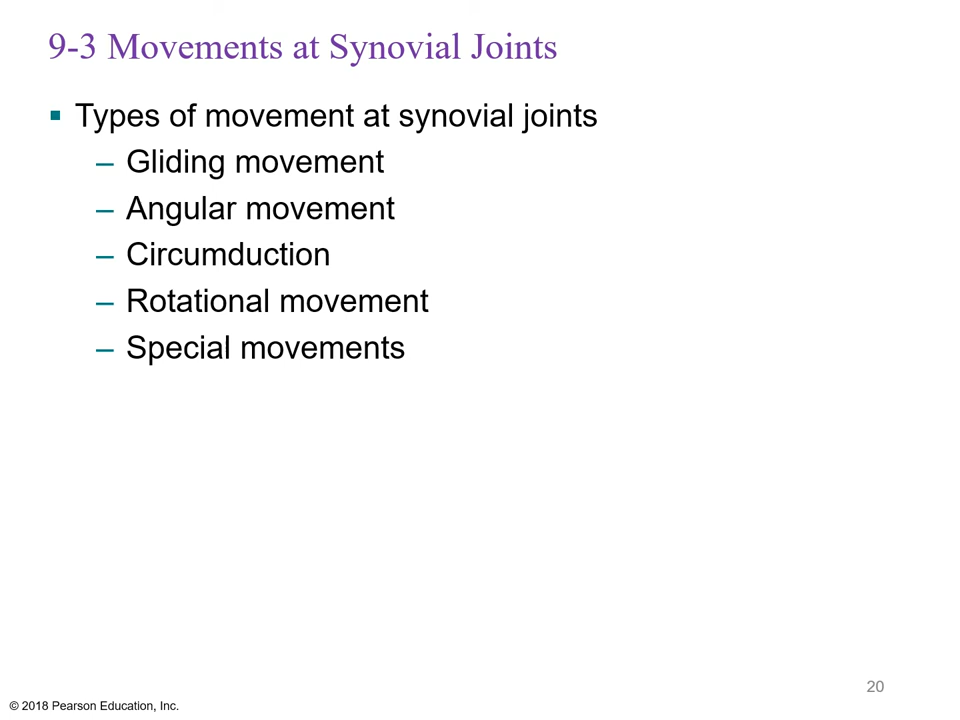 9-3 Movements at Synovial Joints
▪ Types of movement at synovial joints
– Gliding movement
– Angular movement
– Circumduction
– Rotational movement
– Special movements
20
© 2018 Pearson Education, Inc.